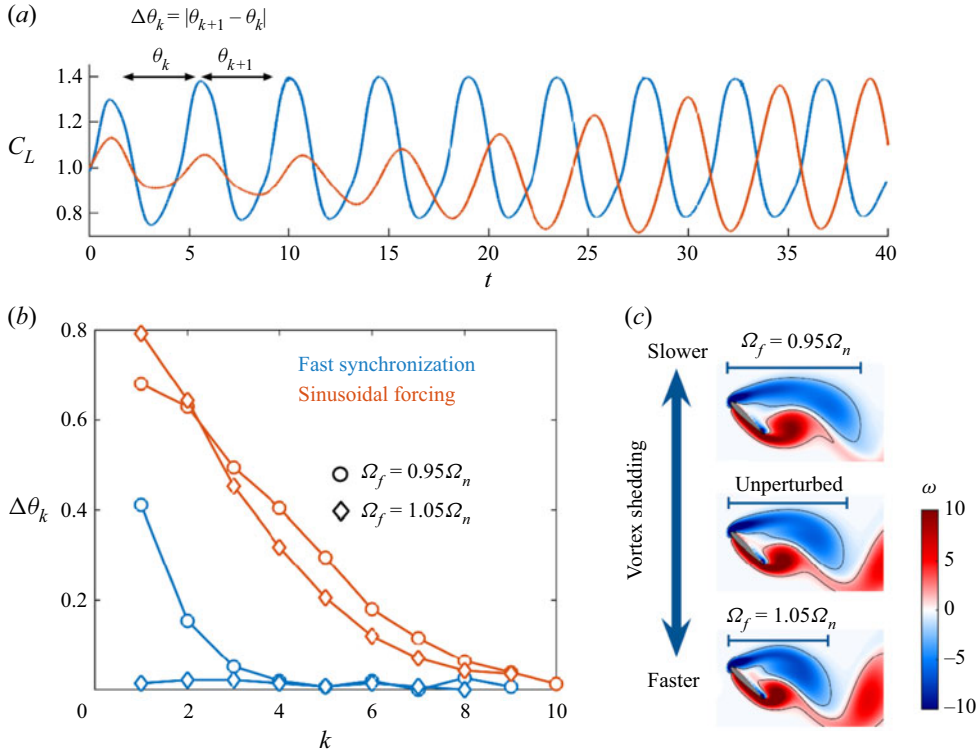 (a)
Δθ_k = |θ_{k+1} − θ_k|
θ_k θ_{k+1}
1.4
1.2
C_L 1.0
0.8
0 5 10 15 20 25 30 35 40
t
(b)
0.8
0.6
0.4
Δθ_k
0.2
0 2 4 6 8 10
k
Fast synchronization
Sinusoidal forcing
Ω_f = 0.95Ω_n
Ω_f = 1.05Ω_n
(c)
Slower
Vortex shedding
Faster
Ω_f = 0.95Ω_n
Unperturbed
Ω_f = 1.05Ω_n
ω
10
5
0
−5
−10